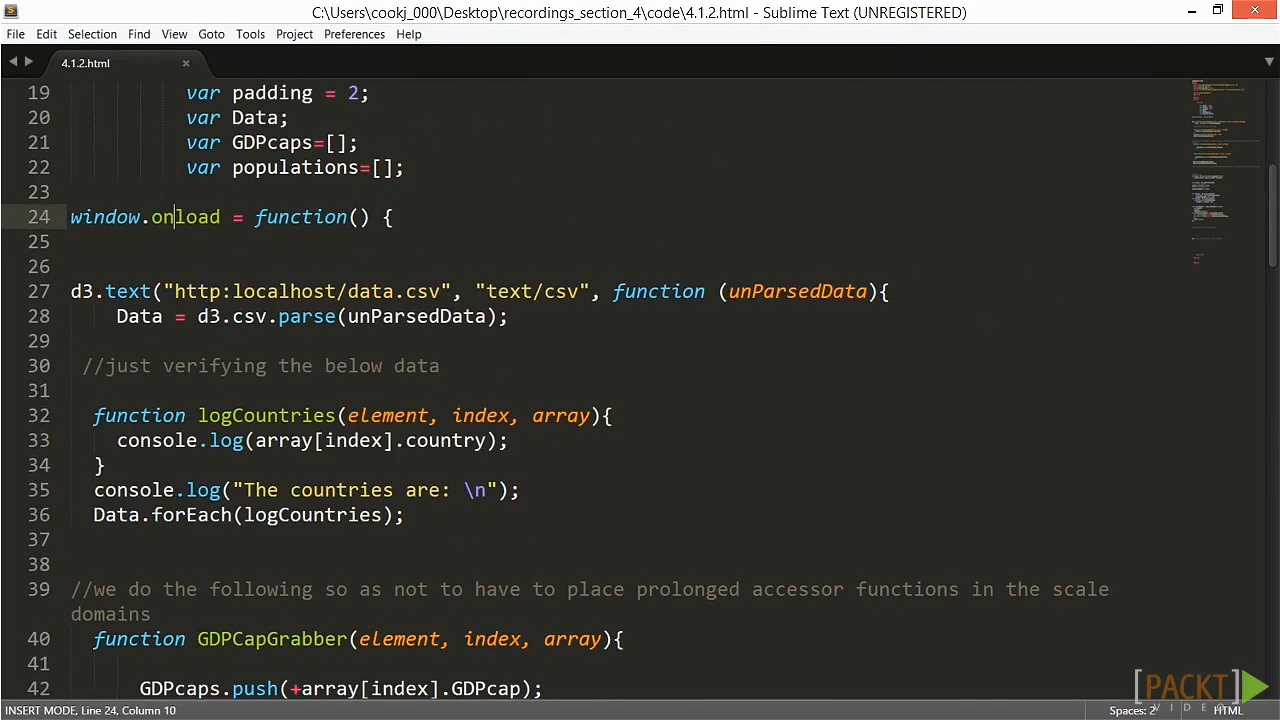 C:\Users\cookj_000\Desktop\recordings_section_4\code\4.1.2.html - Sublime Text (UNREGISTERED)
File Edit Selection Find View Goto Tools Project Preferences Help
4.1.2.html
19 var padding = 2;
20 var Data;
21 var GDPcaps=[];
22 var populations=[];
23
24 window.onload = function() {
25
26
27 d3.text("http:localhost/data.csv", "text/csv", function (unParsedData){
28 Data = d3.csv.parse(unParsedData);
29
30 //just verifying the below data
31
32 function logCountries(element, index, array){
33 console.log(array[index].country);
34 }
35 console.log("The countries are: \n");
36 Data.forEach(logCountries);
37
38
39 //we do the following so as not to have to place prolonged accessor functions in the scale
domains
40 function GDPCapGrabber(element, index, array){
41
42 GDPcaps.push(+array[index].GDPcap);
[PACKT]
VIDEO
INSERT MODE, Line 24, Column 10 Spaces: 2 HTML